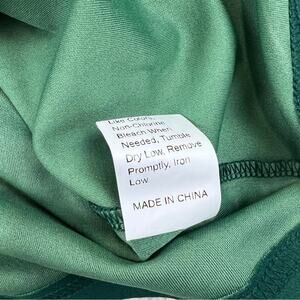 Like Colors,
Non-Chlorine
Bleach When
Needed, Tumble
Dry Low, Remove
Promptly, Iron
Low
MADE IN CHINA